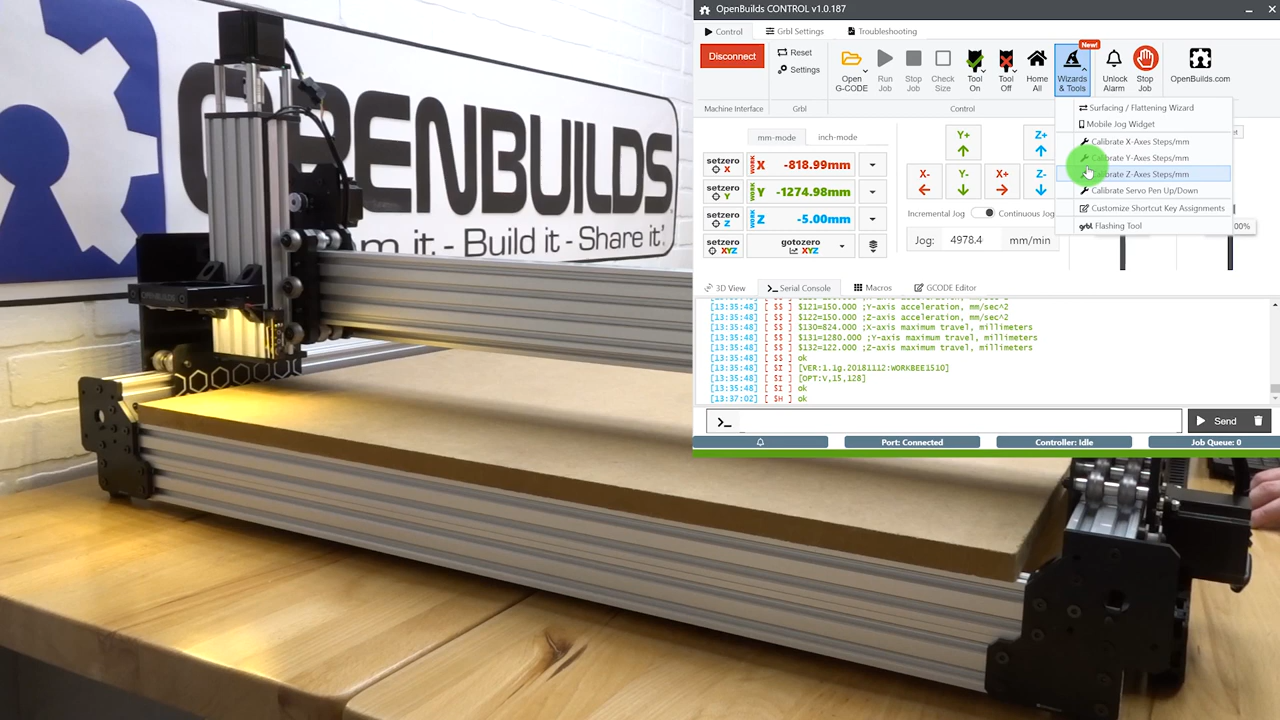 OPENBUILDS
m it. - Build it - Share it.
OPENBUILDS
OpenBuilds CONTROL v1.0.187
Control
Grbl Settings
Troubleshooting
New!
Disconnect
Reset
Settings
Open
G-CODE
Run
Job
Stop
Job
Check
Size
Tool
On
Tool
Off
Home
All
Wizards
& Tools
Unlock
Alarm
Stop
Job
OpenBuilds.com
Machine Interface
Grbl
Control
Surfacing / Flattening Wizard
Mobile Jog Widget
Calibrate X-Axes Steps/mm
Calibrate Y-Axes Steps/mm
Calibrate Z-Axes Steps/mm
Calibrate Servo Pen Up/Down
Customize Shortcut Key Assignments
grbl Flashing Tool
00%
mm-mode
inch-mode
setzero
X
WORK
X
-818.99mm
setzero
Y
WORK
Y
-1274.98mm
setzero
Z
WORK
Z
-5.00mm
setzero
XYZ
gotozero
XYZ
Y+
Z+
X-
Y-
X+
Z-
Incremental Jog
Continuous Jog
Jog:
4978.4
mm/min
3D View
Serial Console
Macros
GCODE Editor
[13:35:48] [ $$ ] $121=150.000 ;Y-axis acceleration, mm/sec^2
[13:35:48] [ $$ ] $122=150.000 ;Z-axis acceleration, mm/sec^2
[13:35:48] [ $$ ] $130=824.000 ;X-axis maximum travel, millimeters
[13:35:48] [ $$ ] $131=1280.000 ;Y-axis maximum travel, millimeters
[13:35:48] [ $$ ] $132=122.000 ;Z-axis maximum travel, millimeters
[13:35:48] [ $$ ] ok
[13:35:48] [ $I ] [VER:1.1g.20181112:WORKBEE1510]
[13:35:48] [ $I ] [OPT:V,15,128]
[13:35:48] [ $I ] ok
[13:37:02] [ $H ] ok
Send
Port: Connected
Controller: Idle
Job Queue: 0